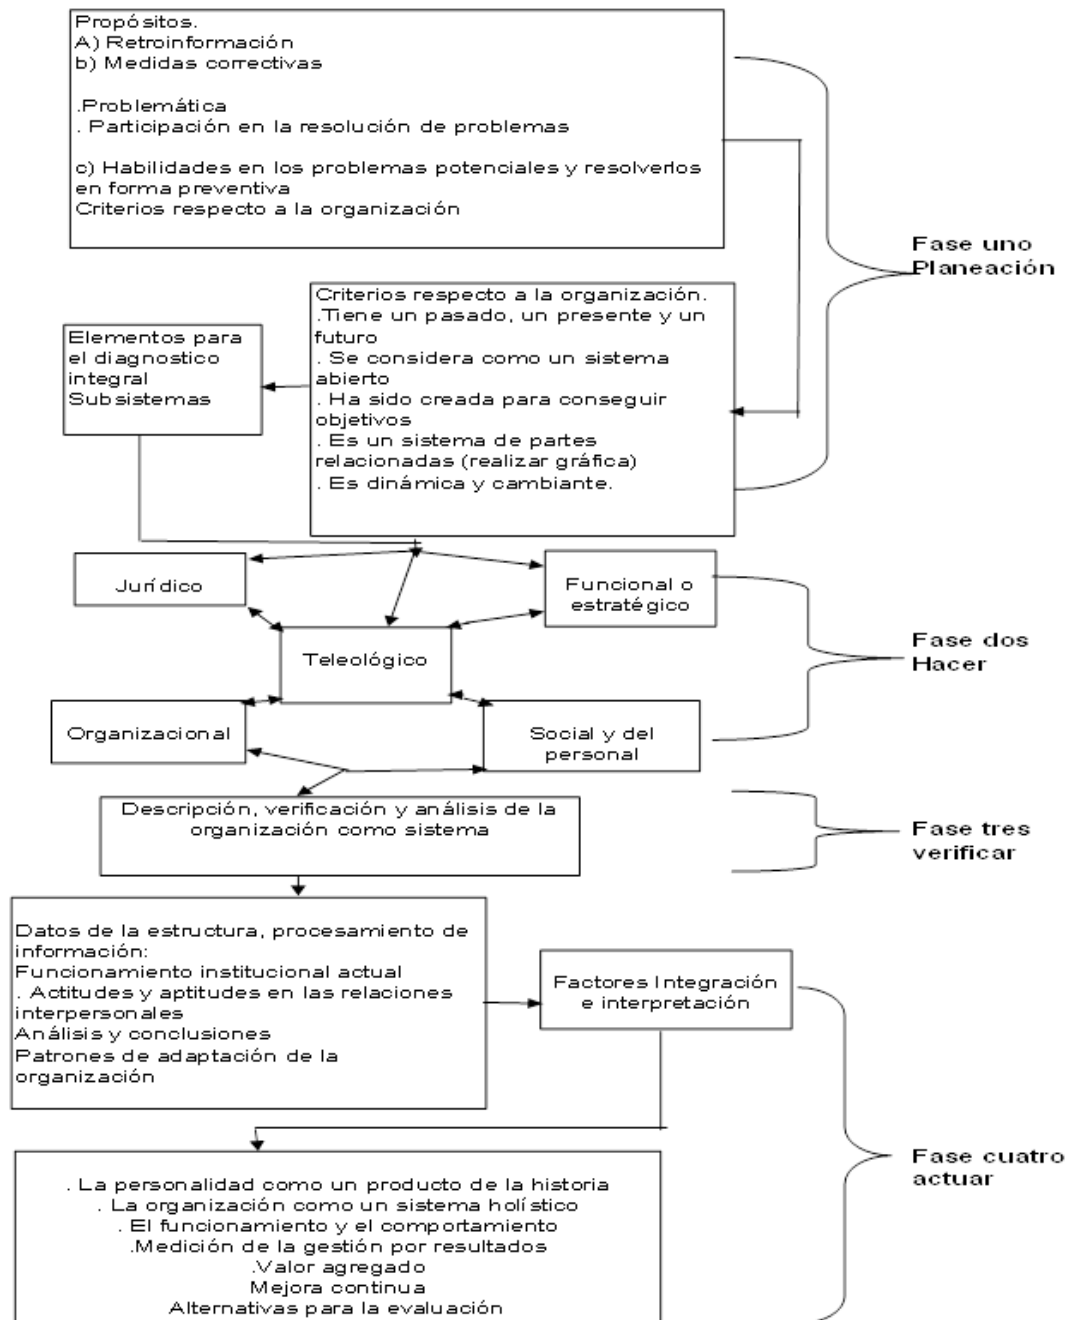 Propósitos.
A) Retroinformación
b) Medidas correctivas
.Problemática
. Participación en la resolución de problemas
c) Habilidades en los problemas potenciales y resolverlos
en forma preventiva
Criterios respecto a la organización
Fase uno
Planeación
Criterios respecto a la organización.
.Tiene un pasado, un presente y un
futuro
. Se considera como un sistema
abierto
. Ha sido creada para conseguir
objetivos
. Es un sistema de partes
relacionadas (realizar gráfica)
. Es dinámica y cambiante.
Elementos para
el diagnostico
integral
Subsistemas
Jurídico
Funcional o
estratégico
Teleológico
Fase dos
Hacer
Organizacional
Social y del
personal
Descripción, verificación y análisis de la
organización como sistema
Fase tres
verificar
Datos de la estructura, procesamiento de
información:
Funcionamiento institucional actual
. Actitudes y aptitudes en las relaciones
interpersonales
Análisis y conclusiones
Patrones de adaptación de la
organización
Factores Integración
e interpretación
Fase cuatro
actuar
. La personalidad como un producto de la historia
. La organización como un sistema holístico
. El funcionamiento y el comportamiento
.Medición de la gestión por resultados
.Valor agregado
Mejora continua
Alternativas para la evaluación